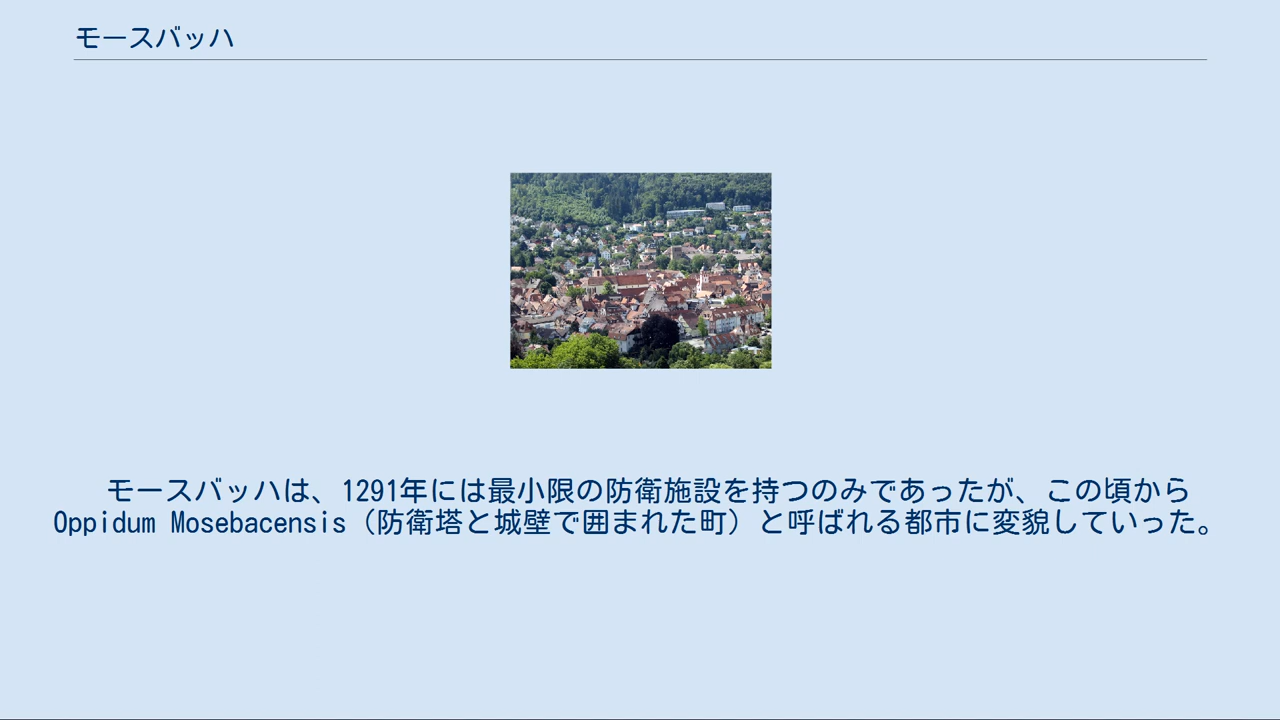 モースバッハ
モースバッハは、1291年には最小限の防衛施設を持つのみであったが、この頃から
Oppidum Mosebacensis（防衛塔と城壁で囲まれた町）と呼ばれる都市に変貌していった。